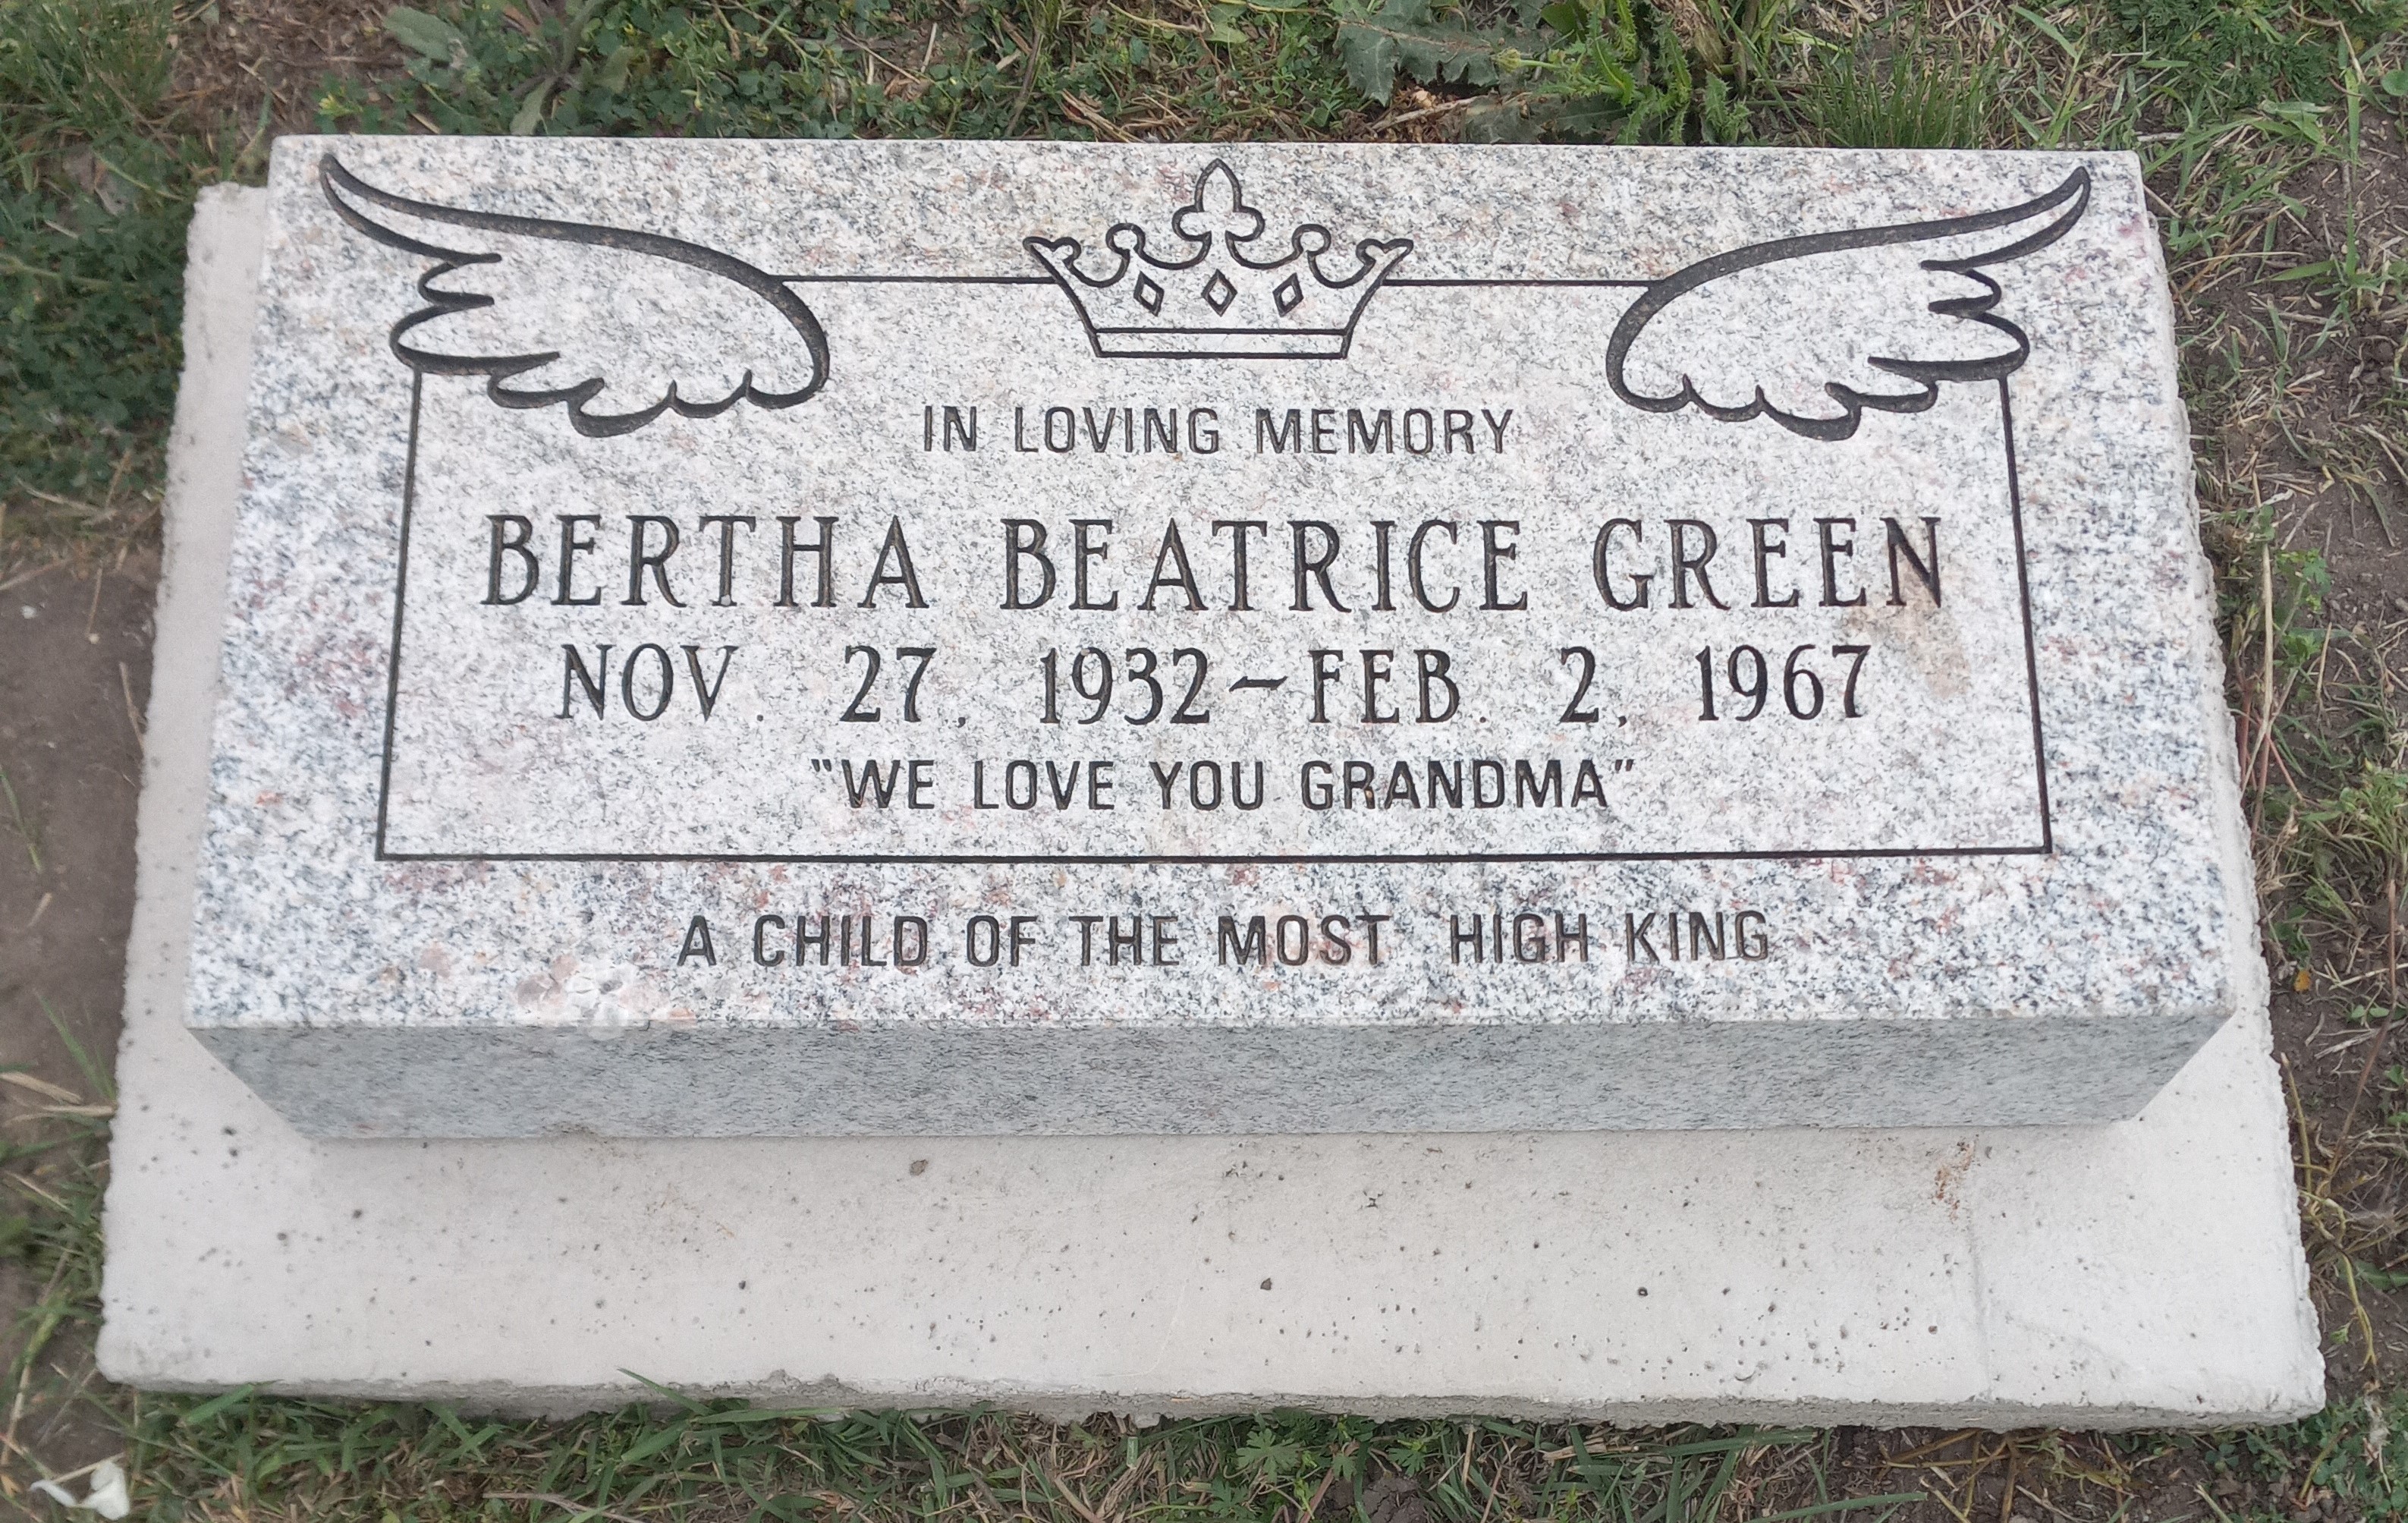 IN LOVING MEMORY
BERTHA BEATRICE GREEN
NOV. 27, 1932~FEB. 2, 1967
"WE LOVE YOU GRANDMA"
A CHILD OF THE MOST HIGH KING